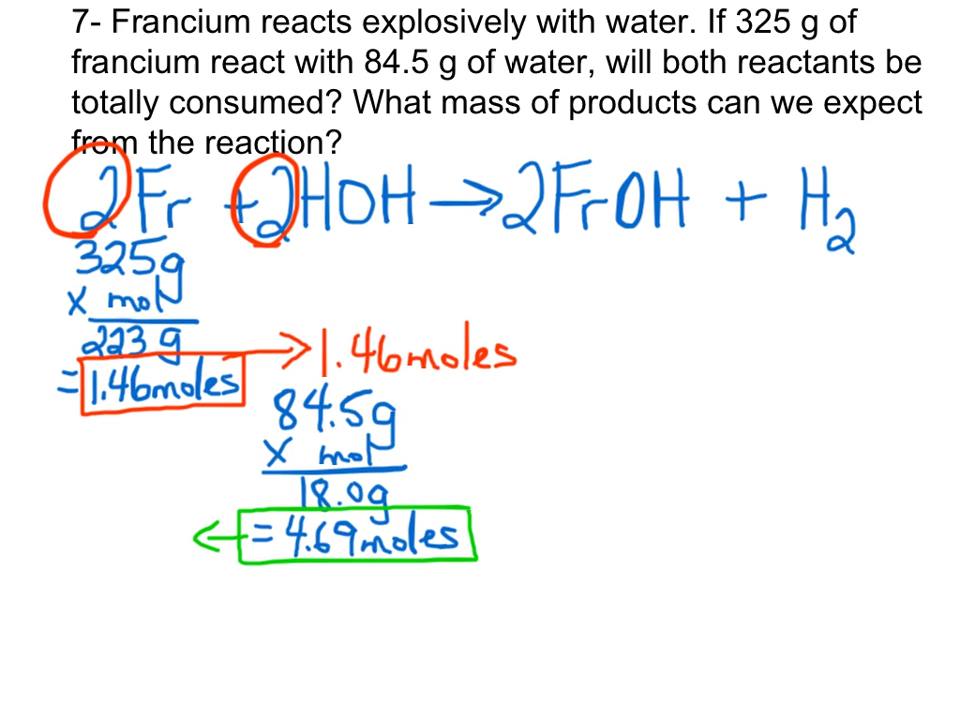 7- Francium reacts explosively with water. If 325 g of
francium react with 84.5 g of water, will both reactants be
totally consumed? What mass of products can we expect
from the reaction?
2Fr + 2HOH → 2FrOH + H₂
325g
x mol
223 g
= 1.46moles → 1.46moles
84.5g
x mol
18.0g
← = 4.69moles